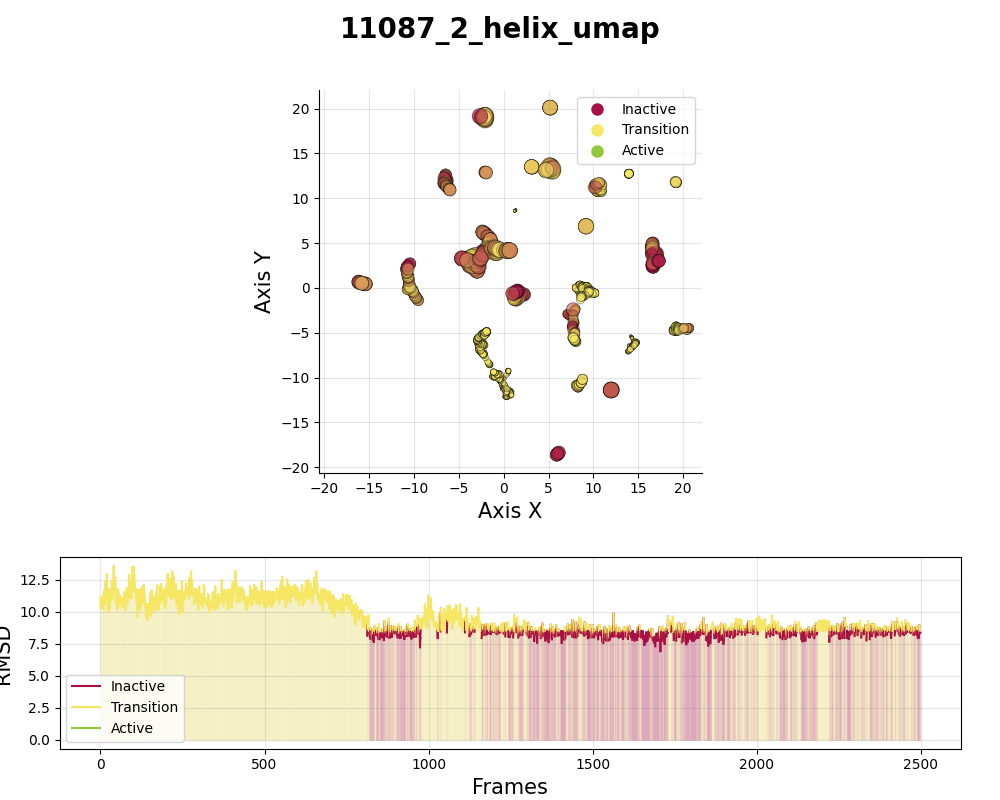 11087_2_helix_umap
20
15
10
5
0
−5
−10
−15
−20
Axis Y
Inactive
Transition
Active
−20 −15 −10 −5 0 5 10 15 20
Axis X
12.5
10.0
7.5
5.0
2.5
0.0
RMSD
Inactive
Transition
Active
0 500 1000 1500 2000 2500
Frames